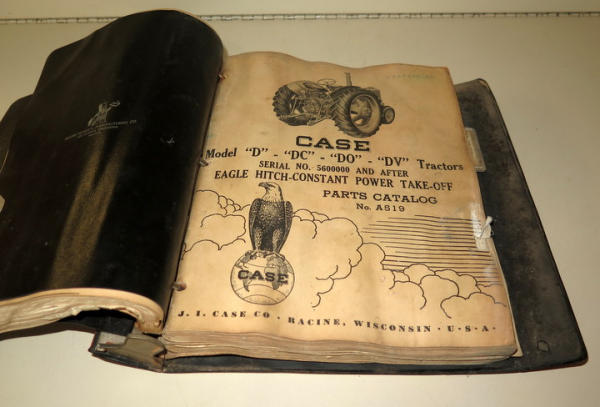 CASE
Model "D" - "DC" - "DO" - "DV" Tractors
SERIAL NO. 5600000 AND AFTER
EAGLE HITCH-CONSTANT POWER TAKE-OFF
PARTS CATALOG
No. A819
CASE
J. I. CASE CO · RACINE, WISCONSIN · U·S·A·